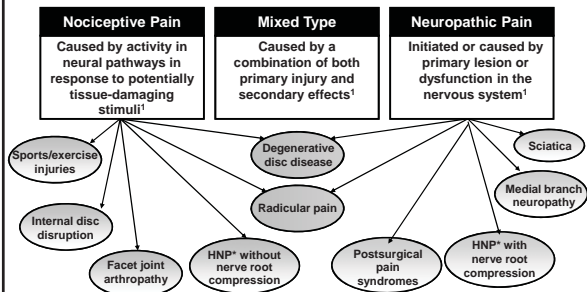 Nociceptive Pain
Caused by activity in
neural pathways in
response to potentially
tissue-damaging
stimuli¹
Mixed Type
Caused by a
combination of both
primary injury and
secondary effects¹
Neuropathic Pain
Initiated or caused by
primary lesion or
dysfunction in the
nervous system¹
Sports/exercise
injuries
Degenerative
disc disease
Sciatica
Internal disc
disruption
Radicular pain
Medial branch
neuropathy
Facet joint
arthropathy
HNP* without
nerve root
compression
Postsurgical
pain
syndromes
HNP* with
nerve root
compression